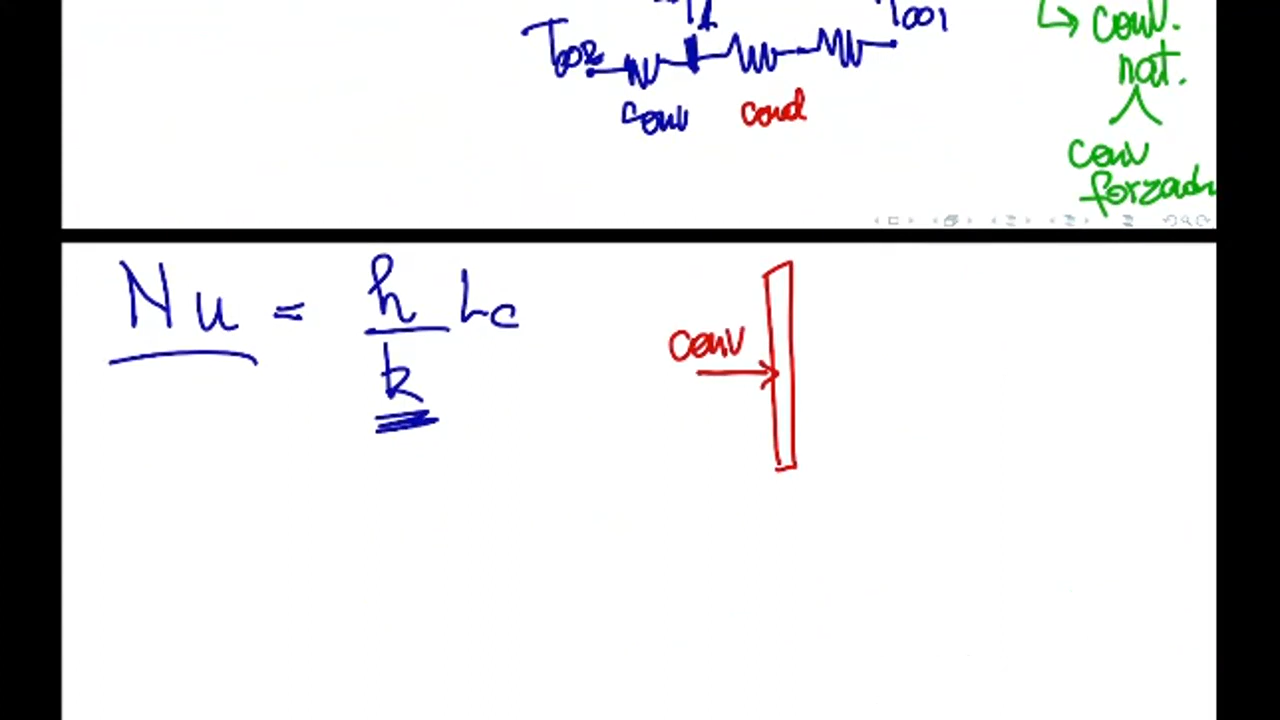 T∞2 T∞1
conv cond
↳ conv.
nat.
conv
forzada
Nu = h/k Lc
conv